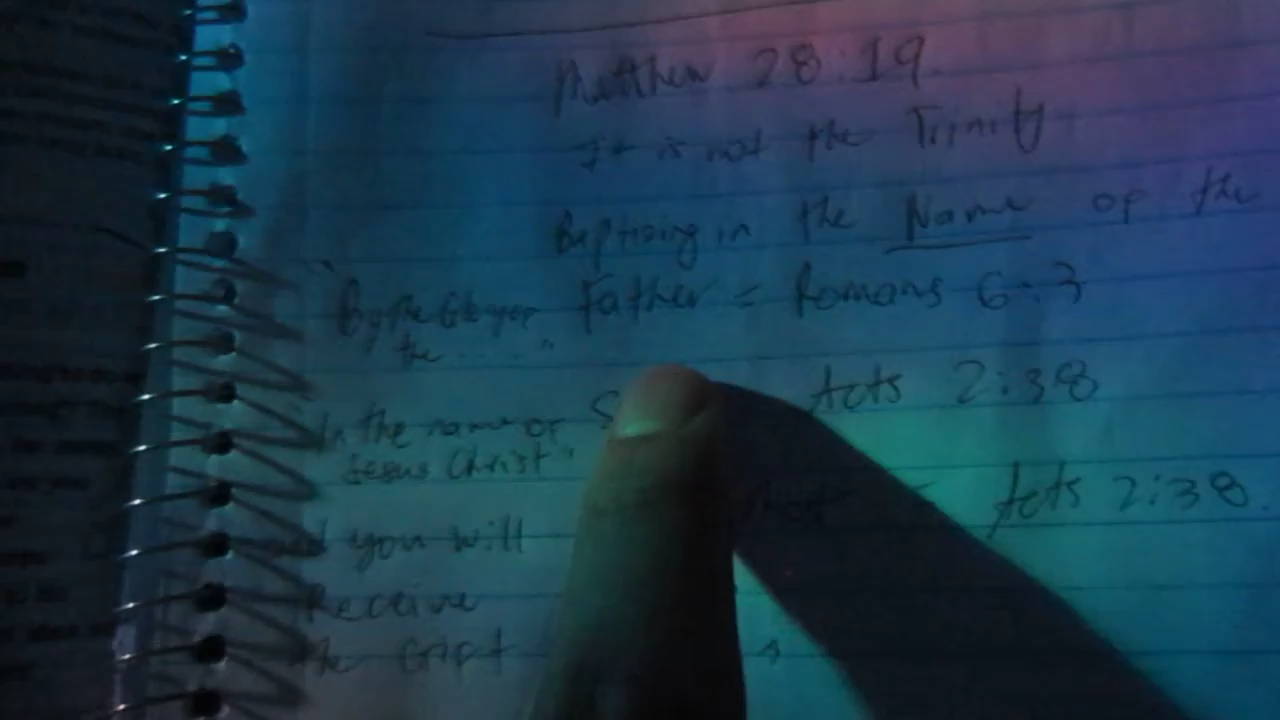 Matthew 28:19
It is not the Trinity
Baptising in the Name of the
Father = Romans 6:3
the ....."
Acts 2:38
In the name of
Jesus Christ"
Acts 2:38.
you will
Receive
the Gift